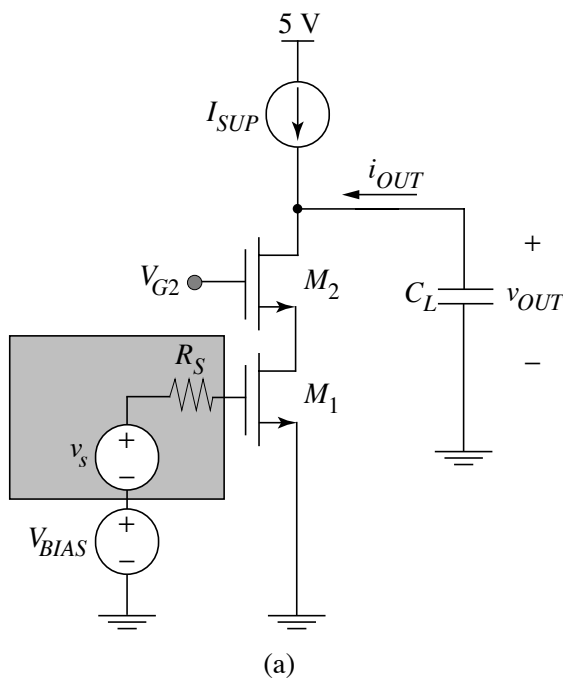 5 V
I_SUP
i_OUT
V_G2
M_2
+
C_L
v_OUT
−
R_S
M_1
+
v_s
−
+
V_BIAS
−
(a)